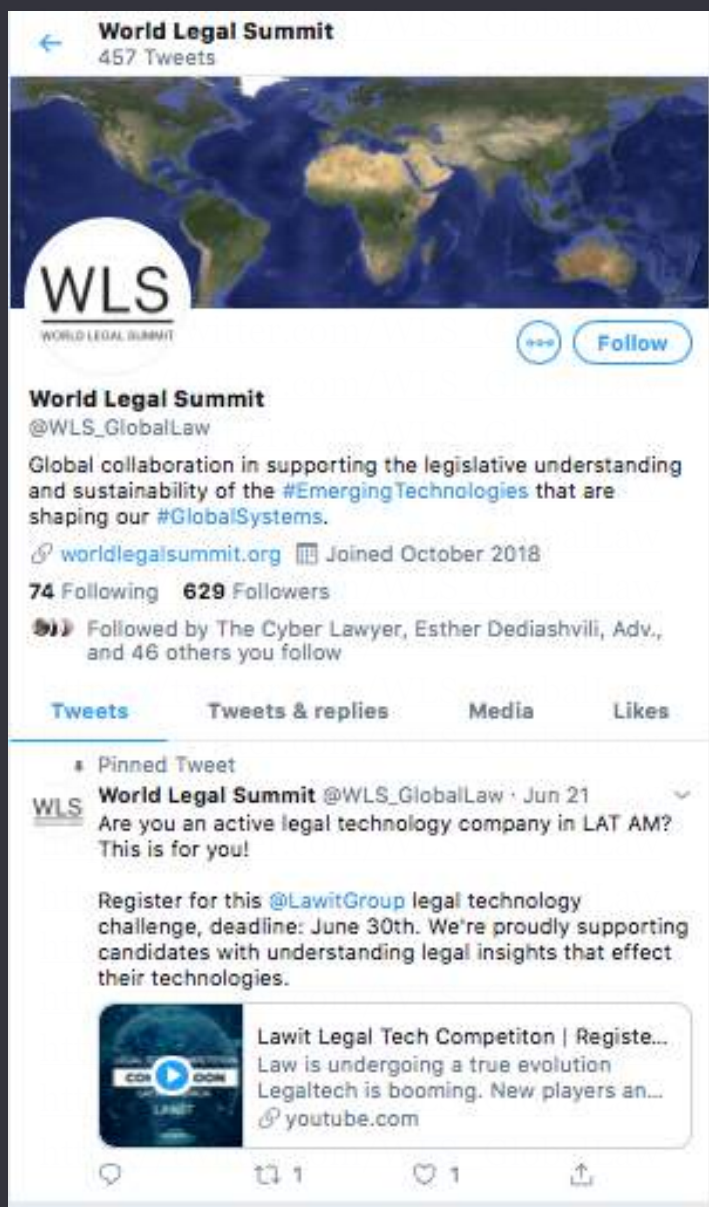 World Legal Summit
457 Tweets
WLS
WORLD LEGAL SUMMIT
Follow
World Legal Summit
@WLS_GlobalLaw
Global collaboration in supporting the legislative understanding
and sustainability of the #EmergingTechnologies that are
shaping our #GlobalSystems.
worldlegalsummit.org Joined October 2018
74 Following 629 Followers
Followed by The Cyber Lawyer, Esther Dediashvili, Adv.,
and 46 others you follow
Tweets Tweets & replies Media Likes
Pinned Tweet
WLS
World Legal Summit @WLS_GlobalLaw · Jun 21
Are you an active legal technology company in LAT AM?
This is for you!
Register for this @LawitGroup legal technology
challenge, deadline: June 30th. We're proudly supporting
candidates with understanding legal insights that effect
their technologies.
Lawit Legal Tech Competiton | Registe...
Law is undergoing a true evolution
Legaltech is booming. New players an...
youtube.com
1 1